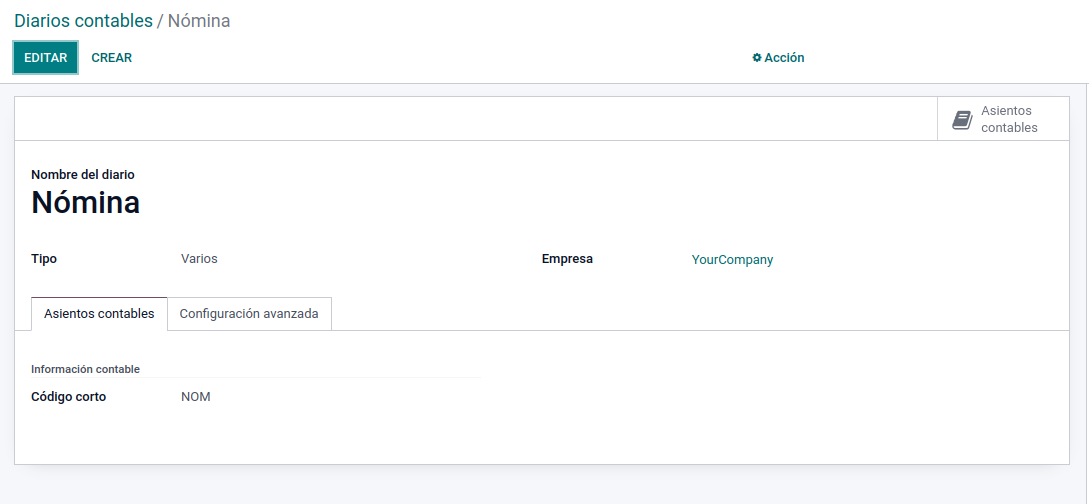 Diarios contables / Nómina
EDITAR CREAR Acción
Asientos
contables
Nombre del diario
Nómina
Tipo Varios Empresa YourCompany
Asientos contables Configuración avanzada
Información contable
Código corto NOM